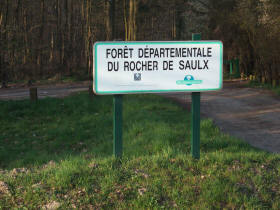 FORÊT DÉPARTEMENTALE
DU ROCHER DE SAULX